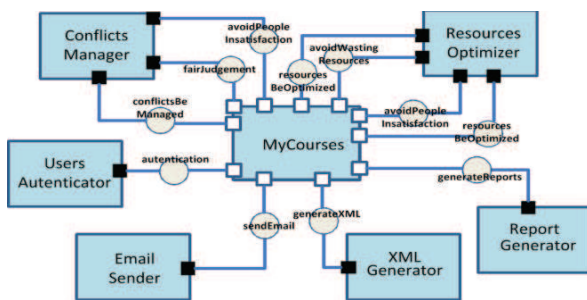 Conflicts
Manager
avoidPeople
Insatisfaction
avoidWasting
Resources
Resources
Optimizer
fairJudgement
resources
BeOptimized
conflictsBe
Managed
avoidPeople
Insatisfaction
resources
BeOptimized
MyCourses
Users
Autenticator
autentication
generateReports
sendEmail
generateXML
Report
Generator
Email
Sender
XML
Generator